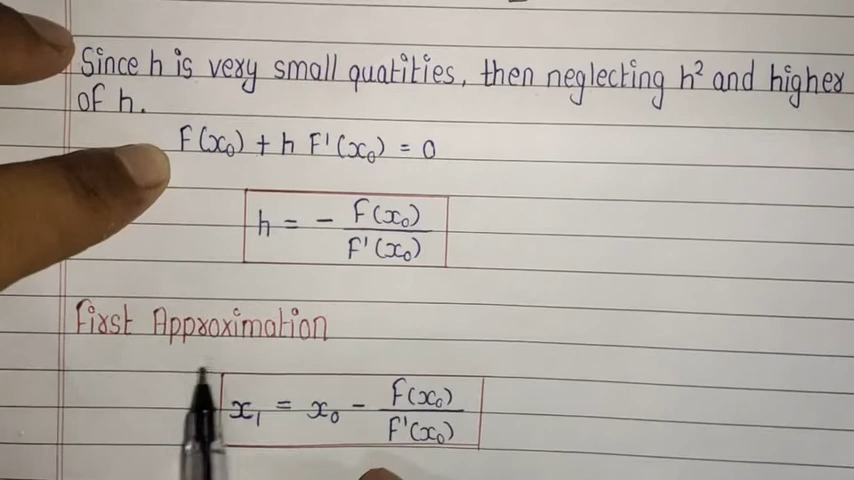 Since h is very small quatities, then neglecting h² and higher
of h.
F(x₀) + h F'(x₀) = 0
h = - F(x₀) / F'(x₀)
First Approximation
x₁ = x₀ - F(x₀) / F'(x₀)